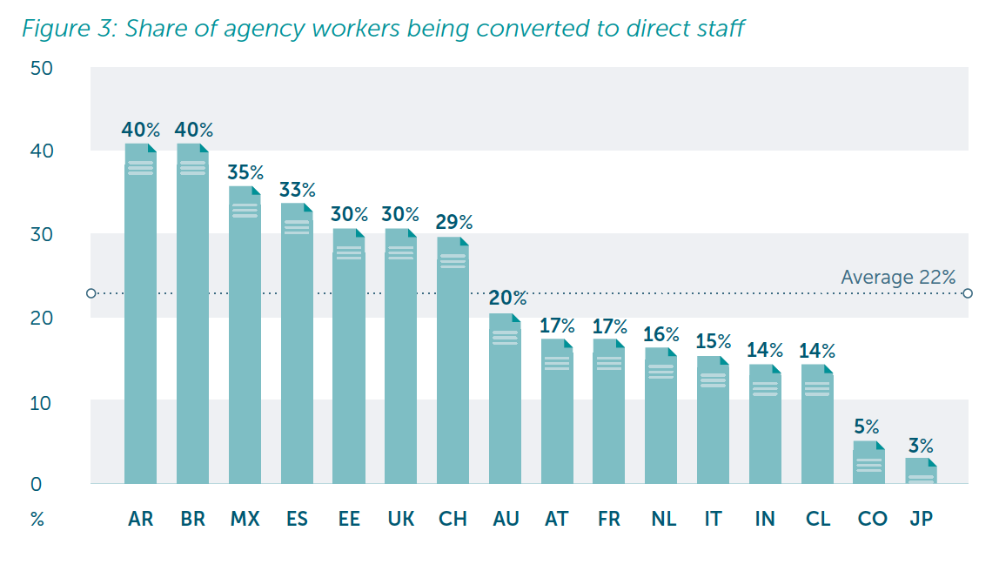 Figure 3: Share of agency workers being converted to direct staff
50
40
30
20
10
0
%
40% 40% 35% 33% 30% 30% 29% 20% 17% 17% 16% 15% 14% 14% 5% 3%
Average 22%
AR BR MX ES EE UK CH AU AT FR NL IT IN CL CO JP